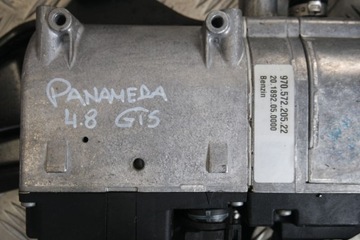 PANAMERA
4.8 GTS
970.572.205.22
20.1892.05.0000
Benzin